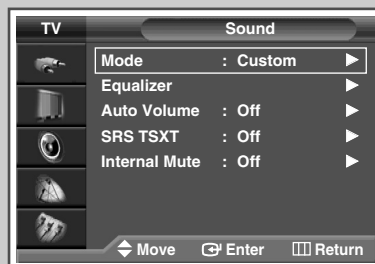 TV Sound
Mode : Custom
Equalizer
Auto Volume : Off
SRS TSXT : Off
Internal Mute : Off
Move Enter Return